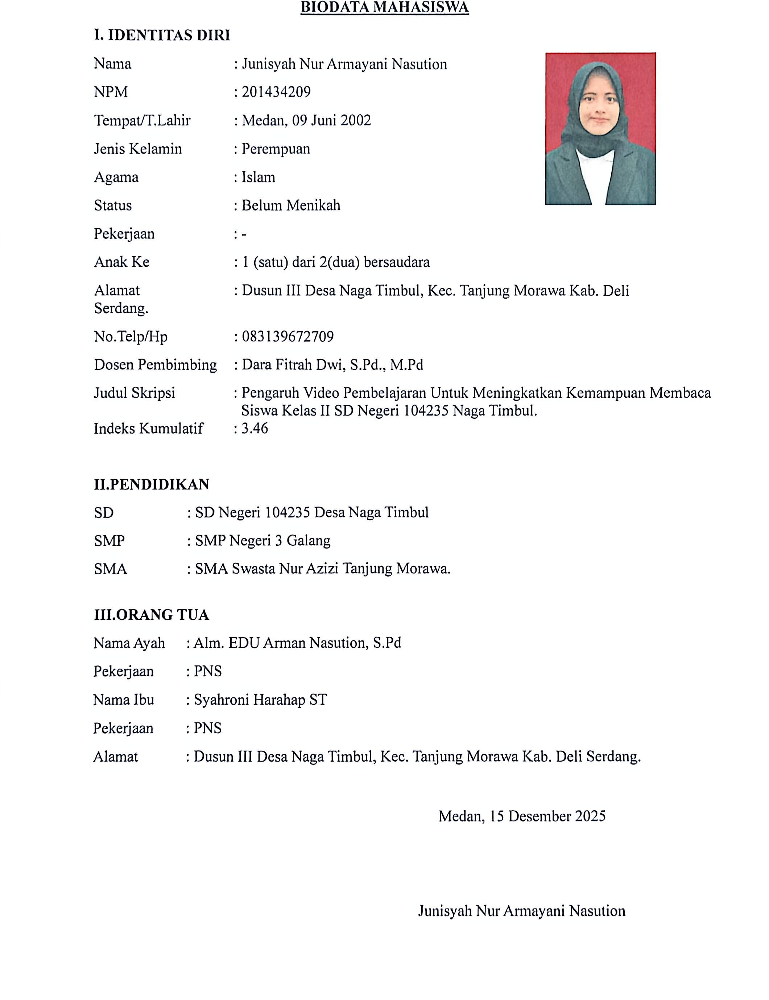 BIODATA MAHASISWA
I. IDENTITAS DIRI
Nama : Junisyah Nur Armayani Nasution
NPM : 201434209
Tempat/T.Lahir : Medan, 09 Juni 2002
Jenis Kelamin : Perempuan
Agama : Islam
Status : Belum Menikah
Pekerjaan : -
Anak Ke : 1 (satu) dari 2(dua) bersaudara
Alamat : Dusun III Desa Naga Timbul, Kec. Tanjung Morawa Kab. Deli
Serdang.
No.Telp/Hp : 083139672709
Dosen Pembimbing : Dara Fitrah Dwi, S.Pd., M.Pd
Judul Skripsi : Pengaruh Video Pembelajaran Untuk Meningkatkan Kemampuan Membaca
Siswa Kelas II SD Negeri 104235 Naga Timbul.
Indeks Kumulatif : 3.46
II.PENDIDIKAN
SD : SD Negeri 104235 Desa Naga Timbul
SMP : SMP Negeri 3 Galang
SMA : SMA Swasta Nur Azizi Tanjung Morawa.
III.ORANG TUA
Nama Ayah : Alm. EDU Arman Nasution, S.Pd
Pekerjaan : PNS
Nama Ibu : Syahroni Harahap ST
Pekerjaan : PNS
Alamat : Dusun III Desa Naga Timbul, Kec. Tanjung Morawa Kab. Deli Serdang.
Medan, 15 Desember 2025
Junisyah Nur Armayani Nasution